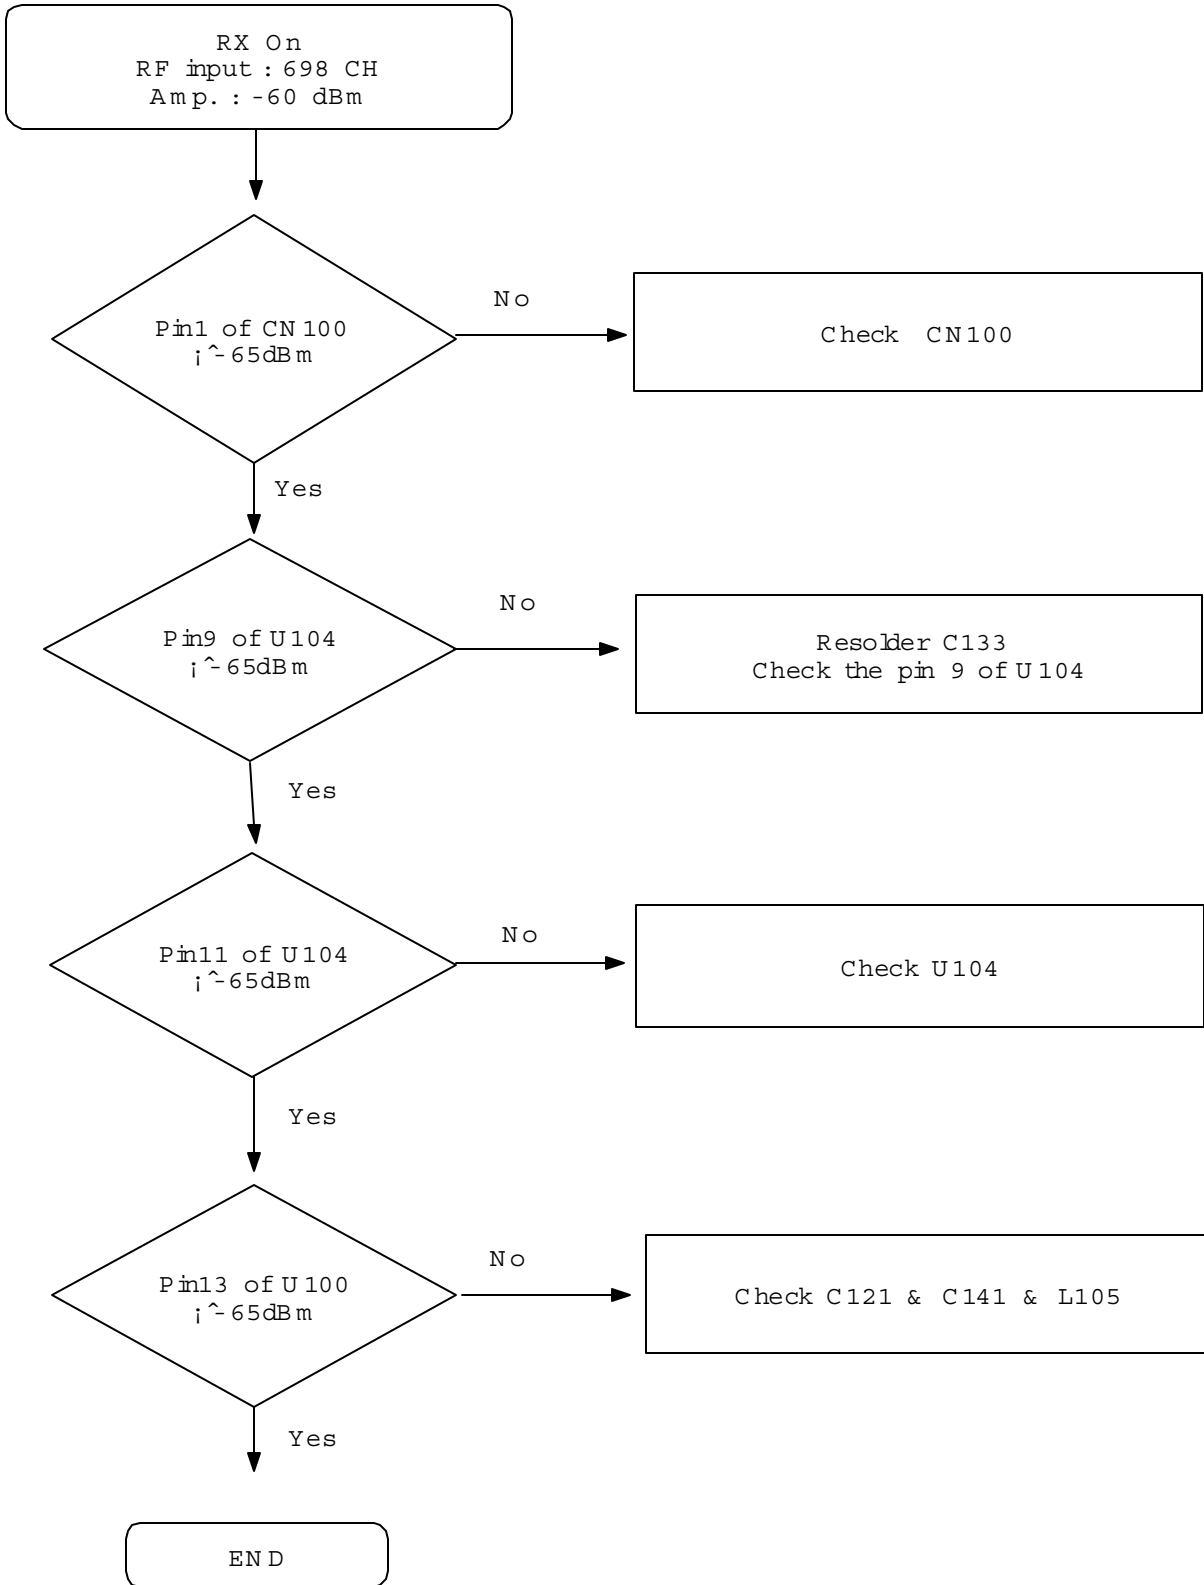 RX On
RF input : 698 CH
Amp. : -60 dBm
Pin1 of CN100
¡^-65dBm
No
Check CN100
Yes
Pin9 of U104
¡^-65dBm
No
Resolder C133
Check the pin 9 of U104
Yes
Pin11 of U104
¡^-65dBm
No
Check U104
Yes
Pin13 of U100
¡^-65dBm
No
Check C121 & C141 & L105
Yes
END